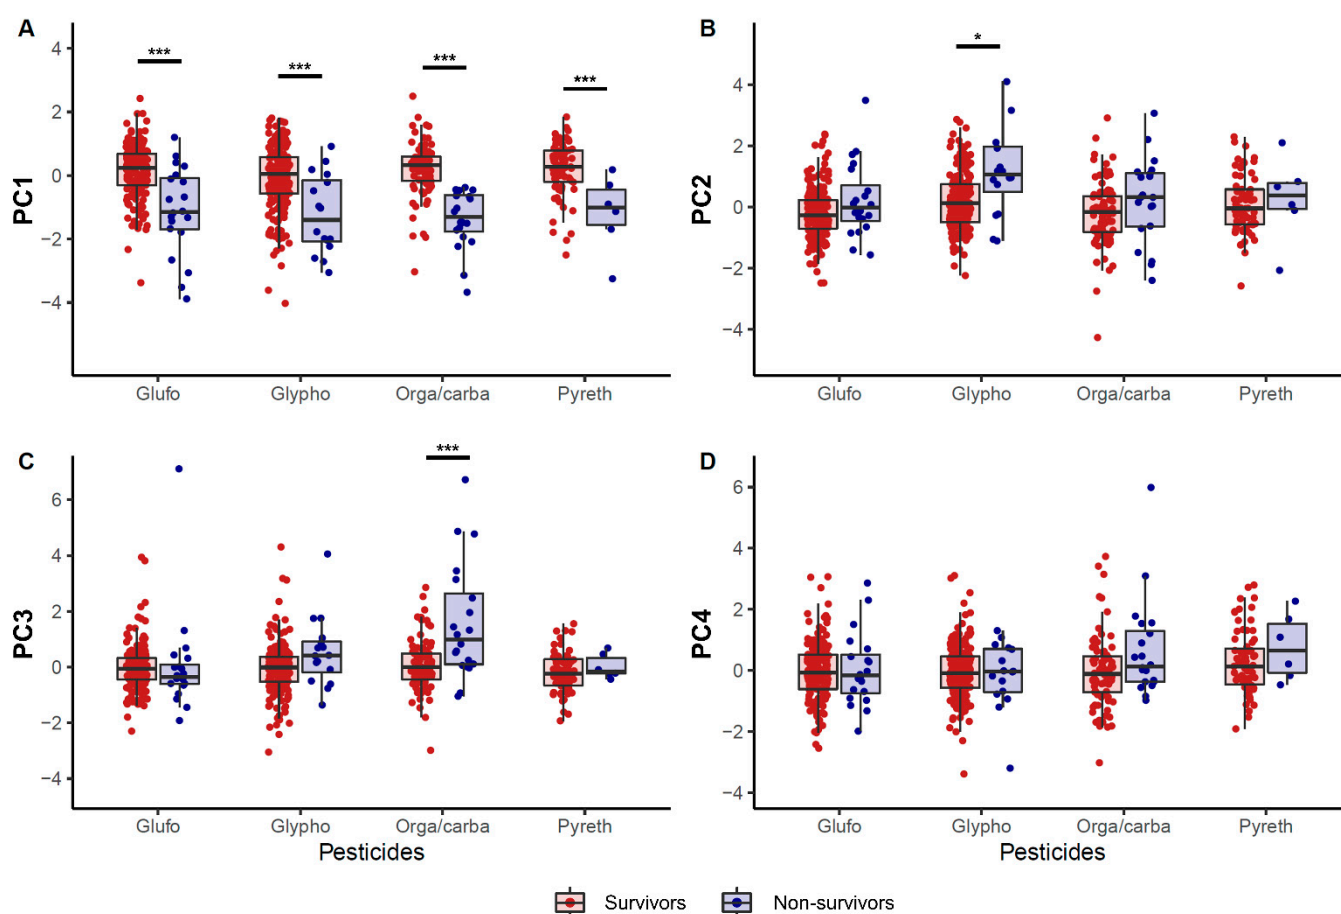 A
B
PC1
4
2
0
−2
−4
***
***
***
***
Glufo
Glypho
Orga/carba
Pyreth
PC2
4
2
0
−2
−4
*
Glufo
Glypho
Orga/carba
Pyreth
C
D
PC3
6
4
2
0
−2
−4
***
Glufo
Glypho
Orga/carba
Pyreth
Pesticides
PC4
6
4
2
0
−2
−4
Glufo
Glypho
Orga/carba
Pyreth
Pesticides
Survivors
Non-survivors